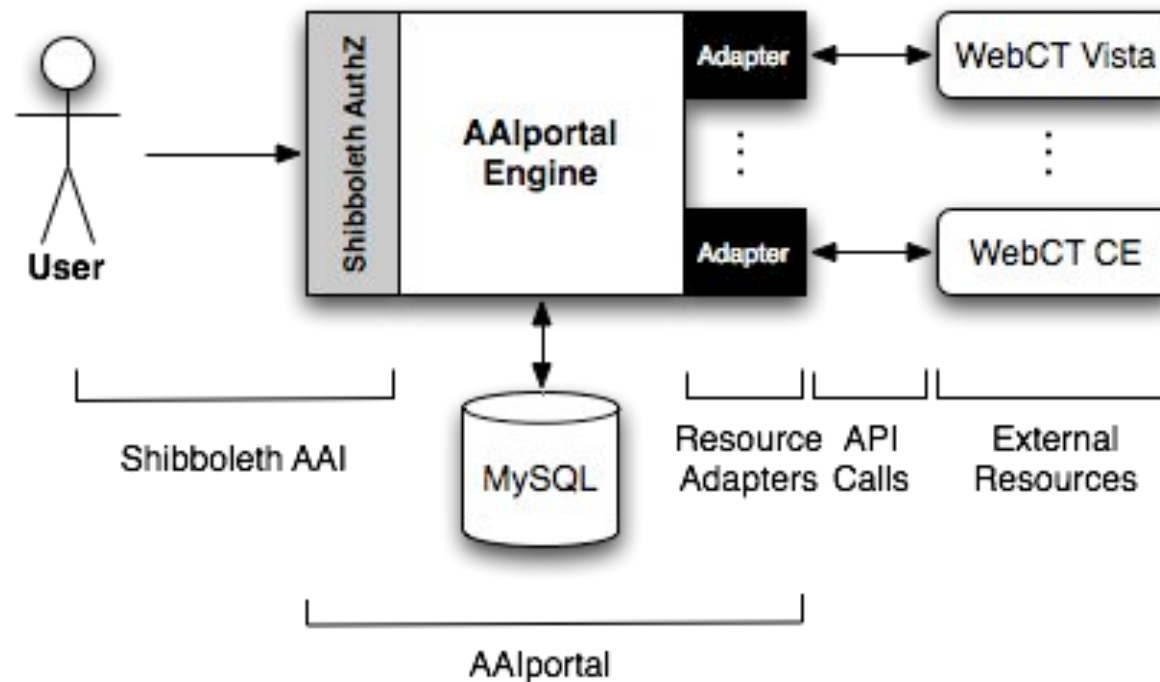 Shibboleth AuthZ
AAIportal
Engine
Adapter
WebCT Vista
User
Adapter
WebCT CE
Shibboleth AAI
MySQL
Resource
Adapters
API
Calls
External
Resources
AAIportal